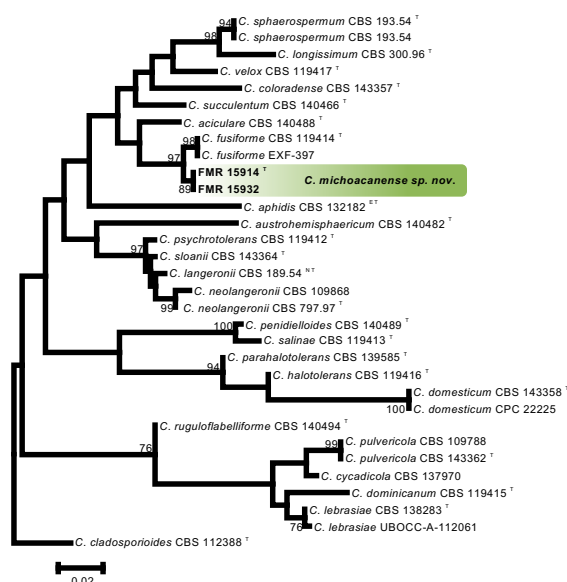 94 C. sphaerospermum CBS 193.54 T
C. sphaerospermum CBS 193.54
98
C. longissimum CBS 300.96 T
C. velox CBS 119417 T
C. coloradense CBS 143357 T
C. succulentum CBS 140466 T
C. aciculare CBS 140488 T
98 C. fusiforme CBS 119414 T
C. fusiforme EXF-397
97
FMR 15914 T
C. michoacanense sp. nov.
89 FMR 15932
C. aphidis CBS 132182 ET
C. austrohemisphaericum CBS 140482 T
C. psychrotolerans CBS 119412 T
97
C. sloanii CBS 143364 T
C. langeronii CBS 189.54 NT
C. neolangeronii CBS 109868
99 C. neolangeronii CBS 797.97 T
100 C. penidielloides CBS 140489 T
C. salinae CBS 119413 T
C. parahalotolerans CBS 139585 T
94
C. halotolerans CBS 119416 T
C. domesticum CBS 143358 T
100 C. domesticum CPC 22225
C. ruguloflabelliforme CBS 140494 T
76
99 C. pulvericola CBS 109788
C. pulvericola CBS 143362 T
C. cycadicola CBS 137970
C. dominicanum CBS 119415 T
C. lebrasiae CBS 138283 T
76 C. lebrasiae UBOCC-A-112061
C. cladosporioides CBS 112388 T
0.02